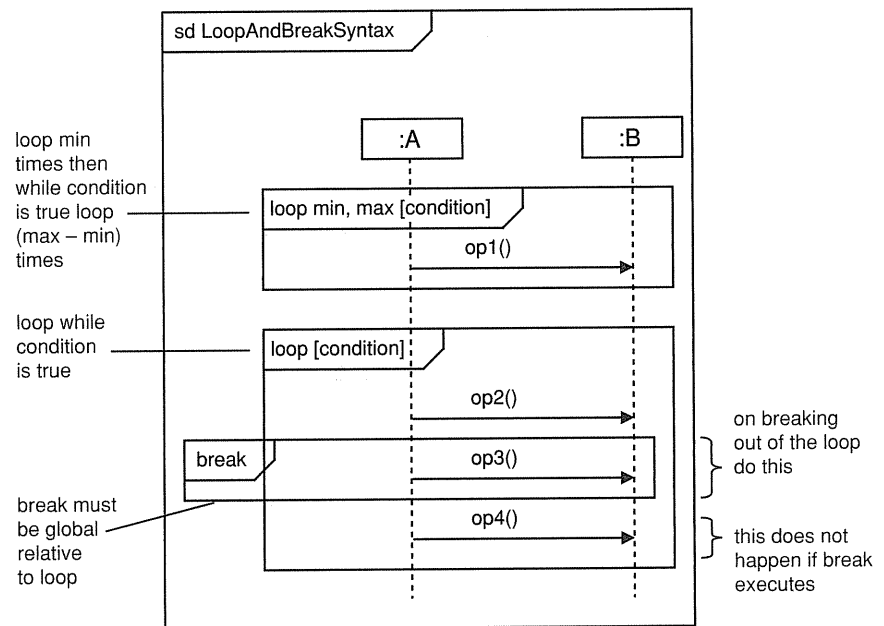 sd LoopAndBreakSyntax
:A
:B
loop min
times then
while condition
is true loop
(max – min)
times
loop min, max [condition]
op1()
loop while
condition
is true
loop [condition]
op2()
on breaking
out of the loop
do this
break
op3()
break must
be global
relative
to loop
op4()
this does not
happen if break
executes